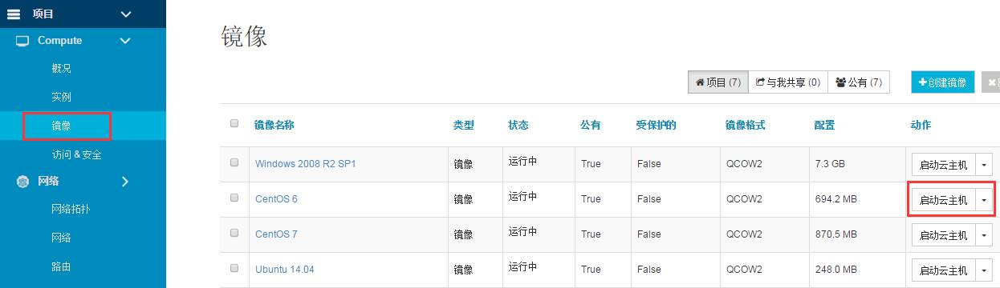 项目
Compute
概况
实例
镜像
访问 & 安全
网络
网络拓扑
网络
路由
镜像
项目 (7) 与我共享 (0) 公有 (7) 创建镜像
镜像名称 类型 状态 公有 受保护的 镜像格式 配置 动作
Windows 2008 R2 SP1 镜像 运行中 True False QCOW2 7.3 GB 启动云主机
CentOS 6 镜像 运行中 True False QCOW2 694.2 MB 启动云主机
CentOS 7 镜像 运行中 True False QCOW2 870.5 MB 启动云主机
Ubuntu 14.04 镜像 运行中 True False QCOW2 248.0 MB 启动云主机